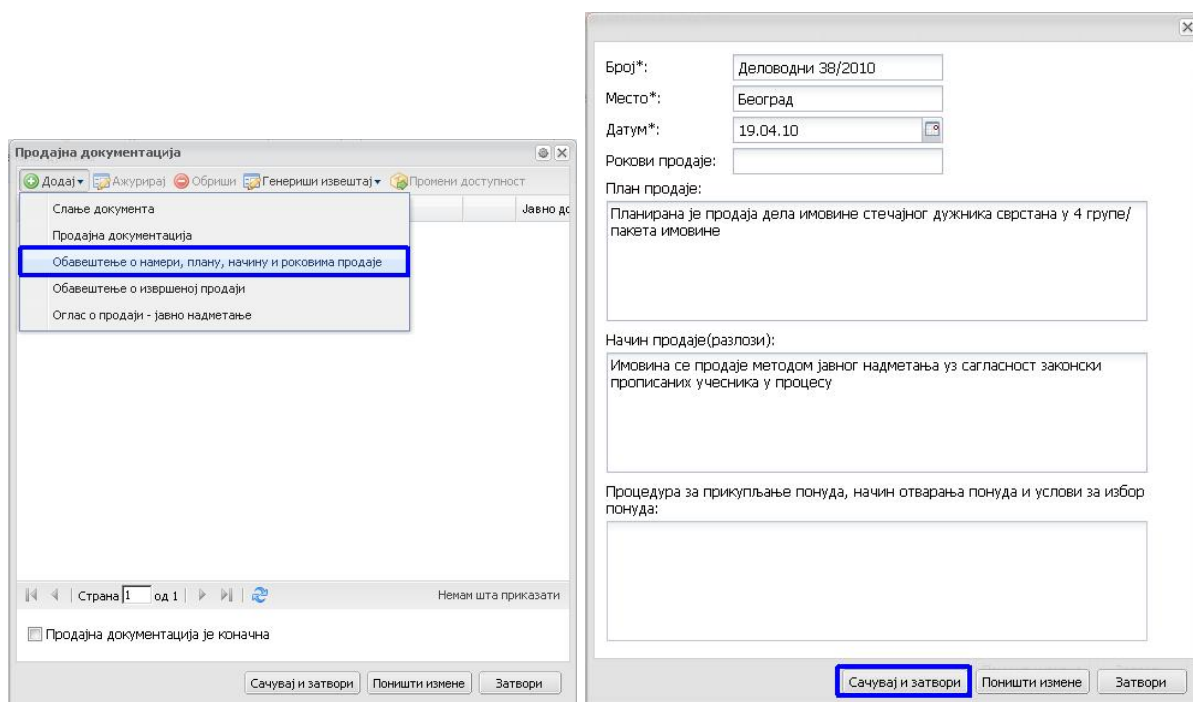 Продајна документација
Додај Ажурирај Обриши Генериши извештај Промени доступност
Јавно дс
Слање документа
Продајна документација
Обавештење о намери, плану, начину и роковима продаје
Обавештење о извршеној продаји
Оглас о продаји - јавно надметање
Страна 1 од 1 Немам шта приказати
Продајна документација је коначна
Сачувај и затвори Поништи измене Затвори
Број*: Деловодни 38/2010
Место*: Београд
Датум*: 19.04.10
Рокови продаје:
План продаје:
Планирана је продаја дела имовине стечајног дужника сврстана у 4 групе/
пакета имовине
Начин продаје(разлози):
Имовина се продаје методом јавног надметања уз сагласност законски
прописаних учесника у процесу
Процедура за прикупљање понуда, начин отварања понуда и услови за избор
понуда:
Сачувај и затвори Поништи измене Затвори